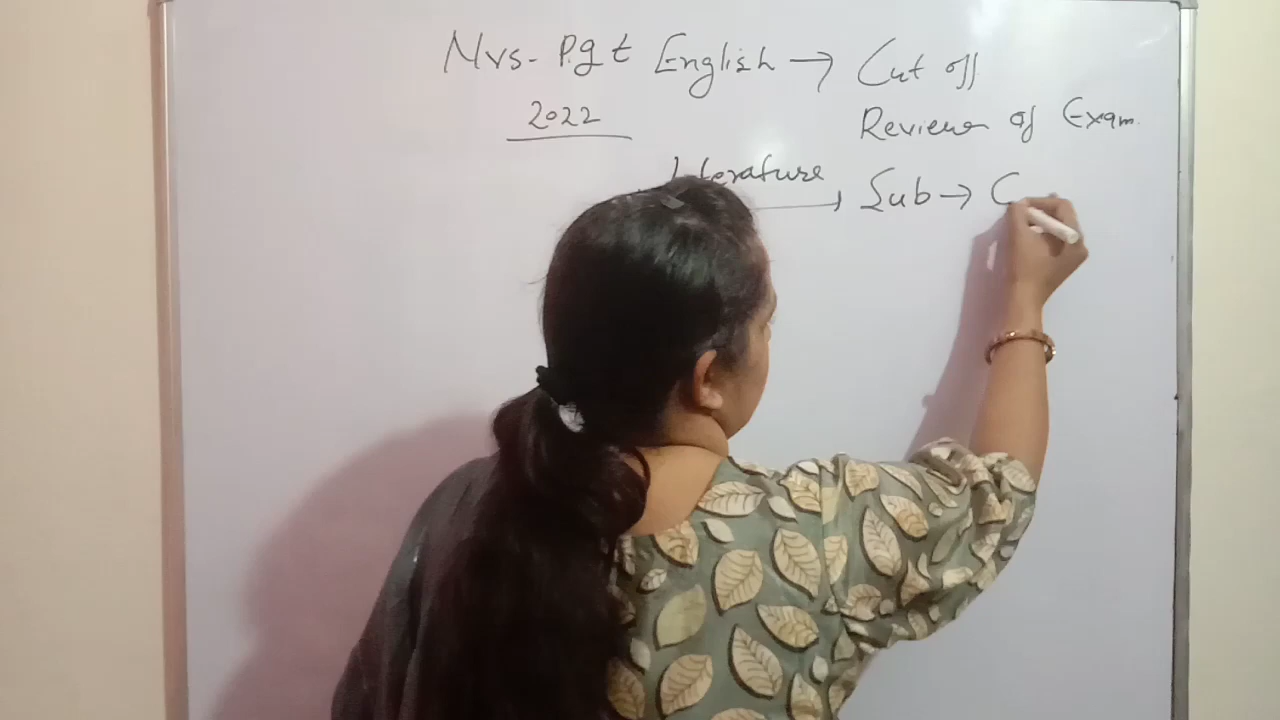 Nvs- Pgt English → Cut off
2022
Review of Exam.
Literature → Sub → C